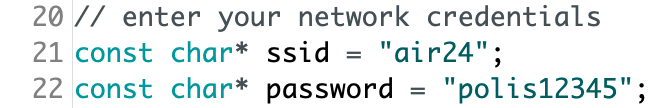 20 // enter your network credentials
21 const char* ssid = "air24";
22 const char* password = "polis12345";